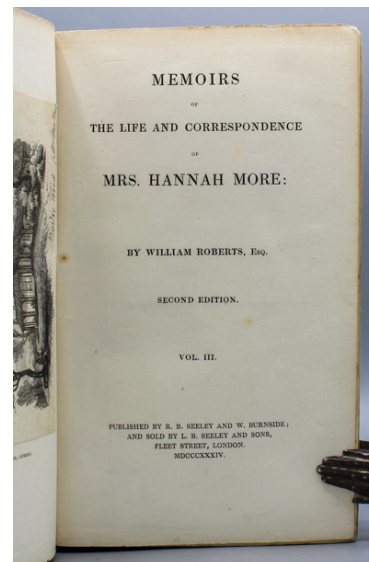 MEMOIRS
OF
THE LIFE AND CORRESPONDENCE
OF
MRS. HANNAH MORE:
BY WILLIAM ROBERTS, ESQ.
SECOND EDITION.
VOL. III.
PUBLISHED BY R. B. SEELEY AND W. BURNSIDE;
AND SOLD BY L. B. SEELEY AND SONS,
FLEET STREET, LONDON.
MDCCCXXXIV.